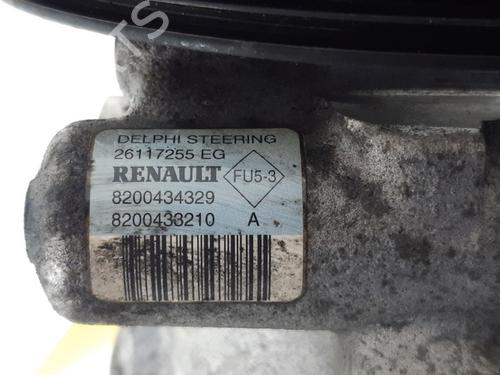 DELPHI STEERING
26117255 EG
RENAULT FU5-3
8200434329
8200433210 A